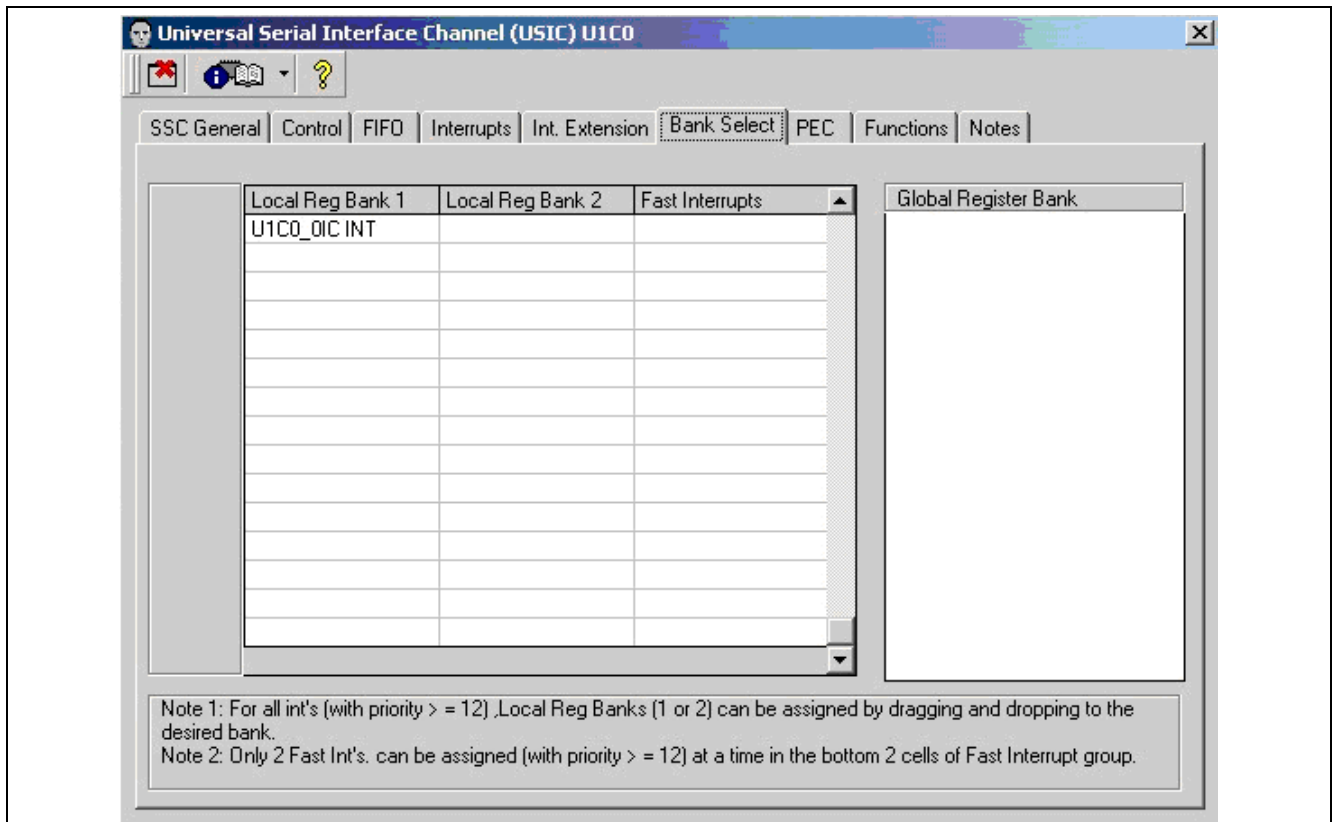 Universal Serial Interface Channel (USIC) U1C0
SSC General Control FIFO Interrupts Int. Extension Bank Select PEC Functions Notes
Local Reg Bank 1 Local Reg Bank 2 Fast Interrupts Global Register Bank
U1C0_0IC INT
Note 1: For all int's (with priority > = 12) ,Local Reg Banks (1 or 2) can be assigned by dragging and dropping to the
desired bank.
Note 2: Only 2 Fast Int's. can be assigned (with priority > = 12) at a time in the bottom 2 cells of Fast Interrupt group.